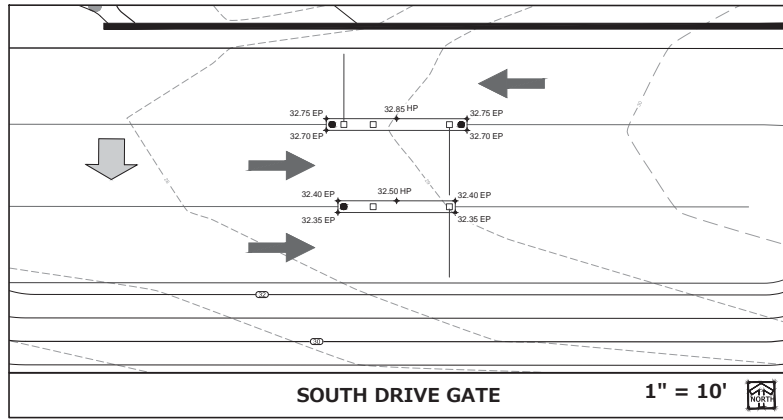 32.75 EP 32.85 HP 32.75 EP
32.70 EP 32.70 EP
32.40 EP 32.50 HP 32.40 EP
32.35 EP 32.35 EP
32
30
SOUTH DRIVE GATE 1" = 10' NORTH